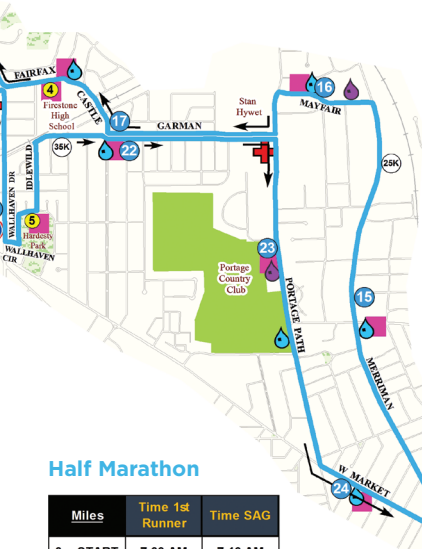 FAIRFAX
4
Firestone
High
School
CASTLE
17
GARMAN
Stan
Hywet
16
MAYFAIR
35K
22
25K
IDLEWILD
WALLHAVEN DR
5
Hardesty
Park
WALLHAVEN
CIR
23
Portage
Country
Club
PORTAGE PATH
15
MERRIMAN
W MARKET
24
Half Marathon
Miles
Time 1st
Runner
Time SAG